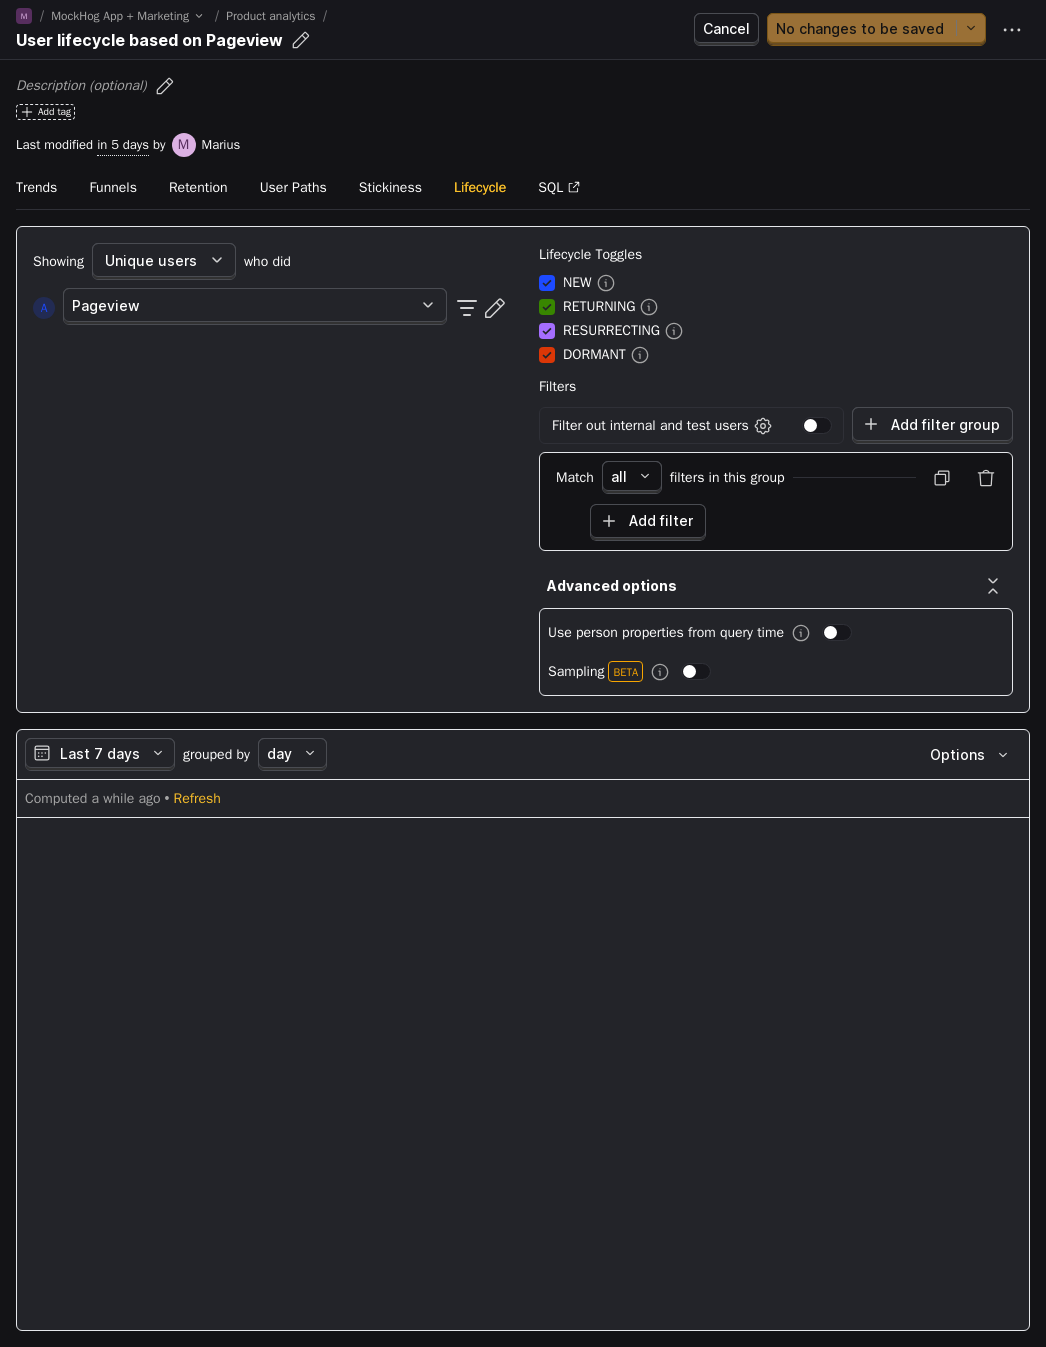 M / MockHog App + Marketing / Product analytics /
User lifecycle based on Pageview
Cancel
No changes to be saved
Description (optional)
Add tag
Last modified in 5 days by M Marius
Trends Funnels Retention User Paths Stickiness Lifecycle SQL
Showing Unique users who did
A Pageview
Lifecycle Toggles
NEW
RETURNING
RESURRECTING
DORMANT
Filters
Filter out internal and test users
Add filter group
Match all filters in this group
Add filter
Advanced options
Use person properties from query time
Sampling BETA
Last 7 days grouped by day
Options
Computed a while ago • Refresh